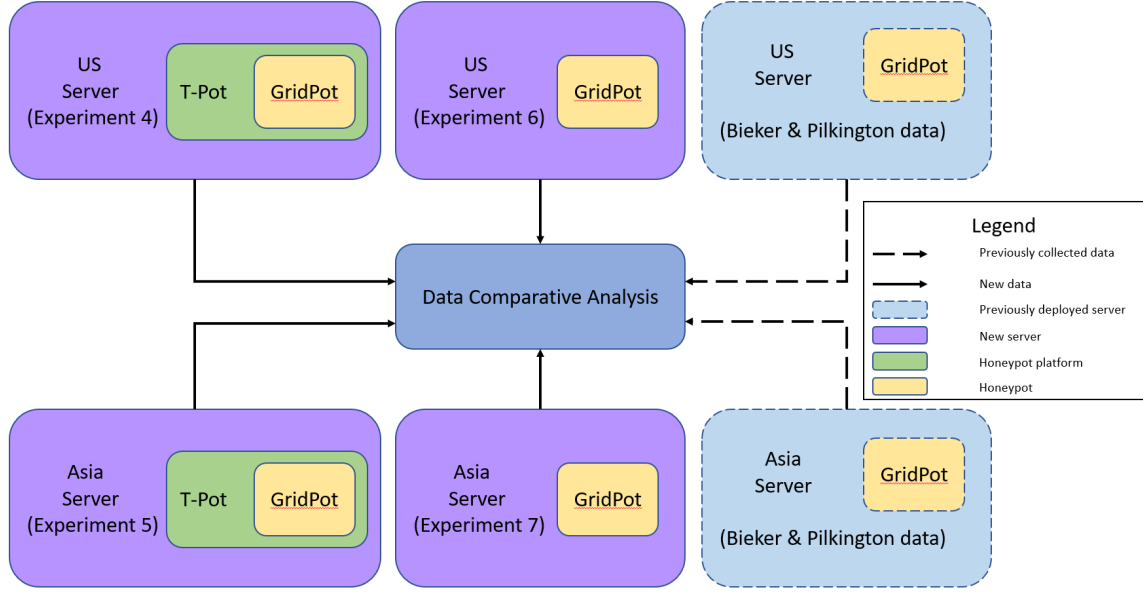 US
Server
(Experiment 4)
T-Pot
GridPot
US
Server
(Experiment 6)
GridPot
US
Server
GridPot
(Bieker & Pilkington data)
Data Comparative Analysis
Legend
Previously collected data
New data
Previously deployed server
New server
Honeypot platform
Honeypot
Asia
Server
(Experiment 5)
T-Pot
GridPot
Asia
Server
(Experiment 7)
GridPot
Asia
Server
GridPot
(Bieker & Pilkington data)